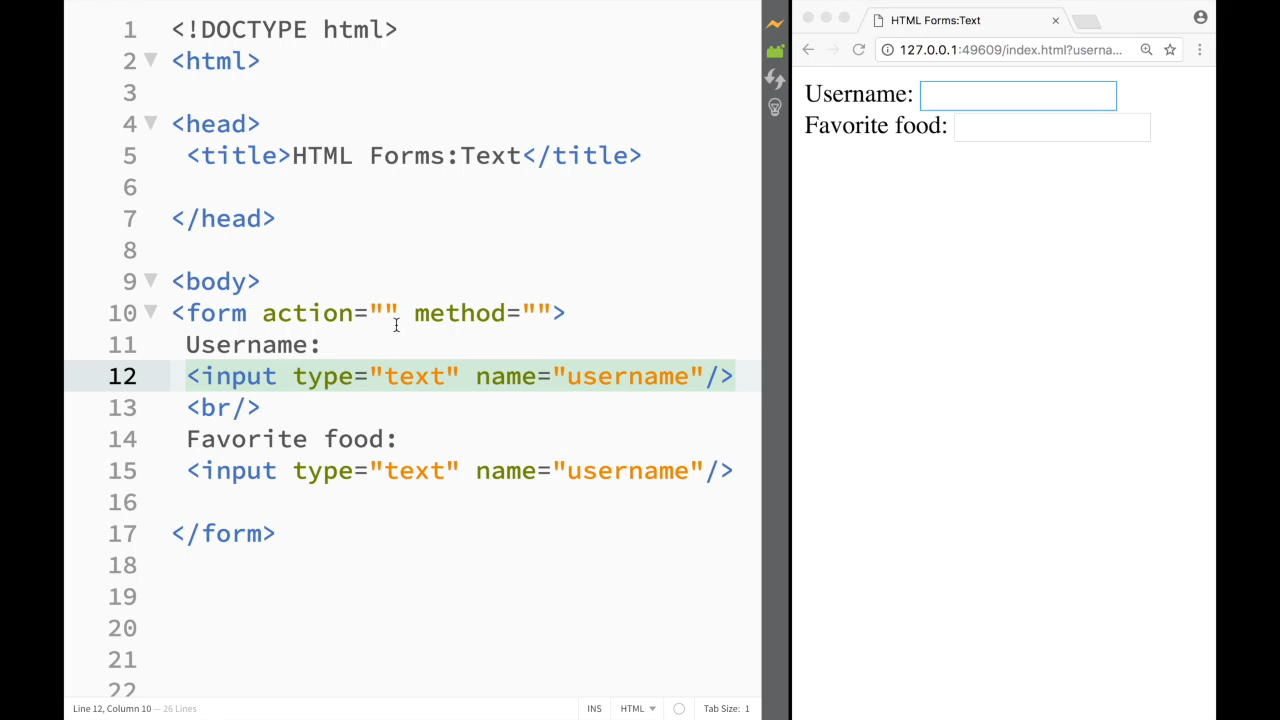 1 <!DOCTYPE html>
2 <html>
3
4 <head>
5 <title>HTML Forms:Text</title>
6
7 </head>
8
9 <body>
10 <form action="" method="">
11 Username:
12 <input type="text" name="username"/>
13 <br/>
14 Favorite food:
15 <input type="text" name="username"/>
16
17 </form>
18
19
20
21
22
Line 12, Column 10 — 26 Lines
INS HTML Tab Size: 1
HTML Forms:Text
127.0.0.1:49609/index.html?userna...
Username:
Favorite food: